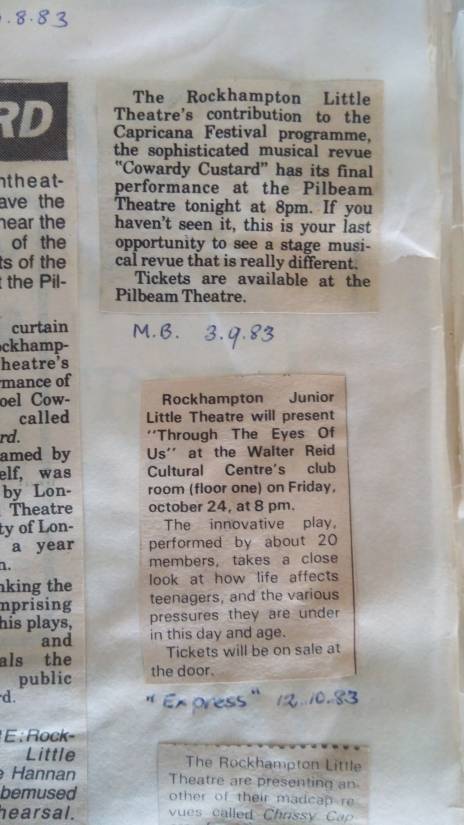 .8.83
RD
ntheat-
ave the
near the
of the
ts of the
t the Pil-
curtain
ockhamp-
heatre's
rmance of
oel Cow-
called
rd.
amed by
elf, was
by Lon-
Theatre
ty of Lon-
a year
n.
nking the
mprising
his plays,
and
als the
public
rd.
E: Rock-
Little
e Hannan
bemused
hearsal.
The Rockhampton Little
Theatre's contribution to the
Capricana Festival programme,
the sophisticated musical revue
"Cowardy Custard" has its final
performance at the Pilbeam
Theatre tonight at 8pm. If you
haven't seen it, this is your last
opportunity to see a stage musi-
cal revue that is really different.
Tickets are available at the
Pilbeam Theatre.
M.B. 3.9.83
Rockhampton Junior
Little Theatre will present
"Through The Eyes Of
Us" at the Walter Reid
Cultural Centre's club
room (floor one) on Friday,
october 24, at 8 pm.
The innovative play,
performed by about 20
members, takes a close
look at how life affects
teenagers, and the various
pressures they are under
in this day and age.
Tickets will be on sale at
the door.
"Express" 12.10.83
The Rockhampton Little
Theatre are presenting an-
other of their madcap re
vues called Chrissy Cap